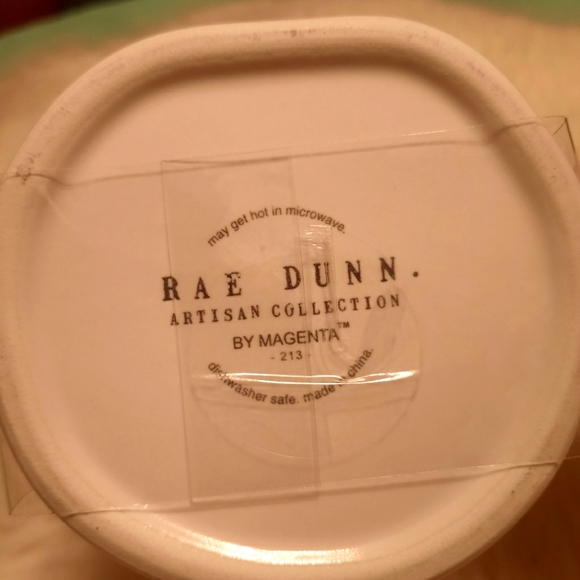 may get hot in microwave.
RAE DUNN.
ARTISAN COLLECTION
BY MAGENTA™
- 213 -
dishwasher safe. made in china.